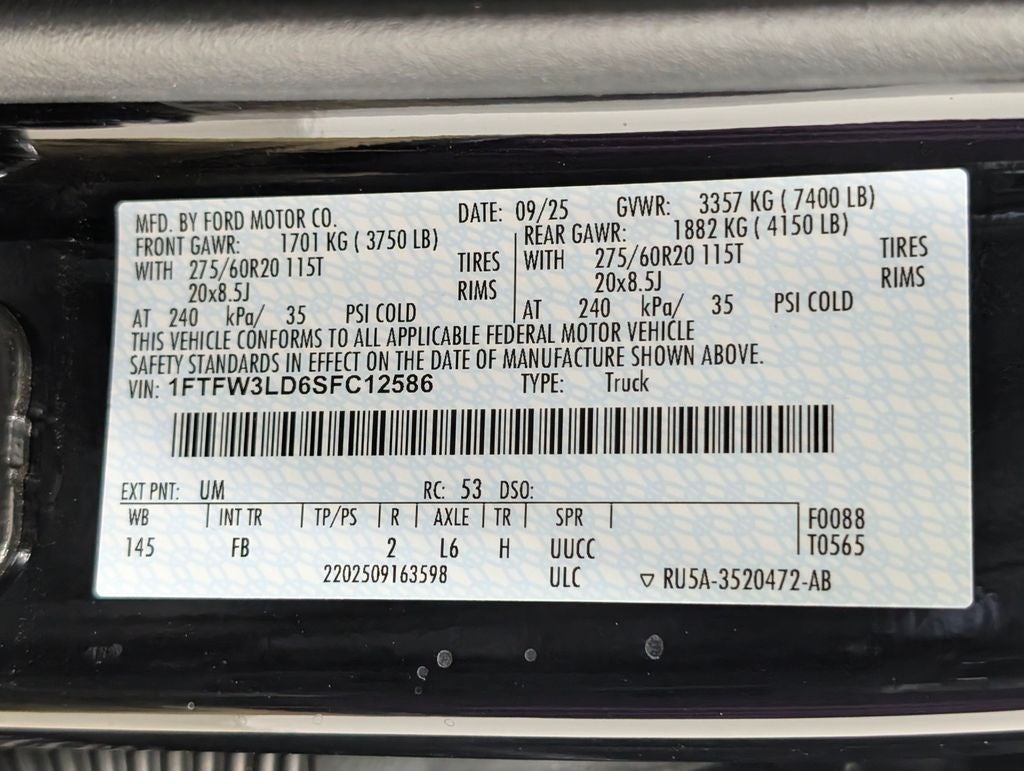 MFD. BY FORD MOTOR CO. DATE: 09/25 GVWR: 3357 KG ( 7400 LB)
FRONT GAWR: 1701 KG ( 3750 LB) REAR GAWR: 1882 KG ( 4150 LB)
WITH 275/60R20 115T TIRES WITH 275/60R20 115T TIRES
20x8.5J RIMS 20x8.5J RIMS
AT 240 kPa/ 35 PSI COLD AT 240 kPa/ 35 PSI COLD
THIS VEHICLE CONFORMS TO ALL APPLICABLE FEDERAL MOTOR VEHICLE
SAFETY STANDARDS IN EFFECT ON THE DATE OF MANUFACTURE SHOWN ABOVE.
VIN: 1FTFW3LD6SFC12586 TYPE: Truck
EXT PNT: UM RC: 53 DSO:
WB INT TR TP/PS R AXLE TR SPR F0088
145 FB 2 L6 H UUCC T0565
2202509163598 ULC ▽ RU5A-3520472-AB